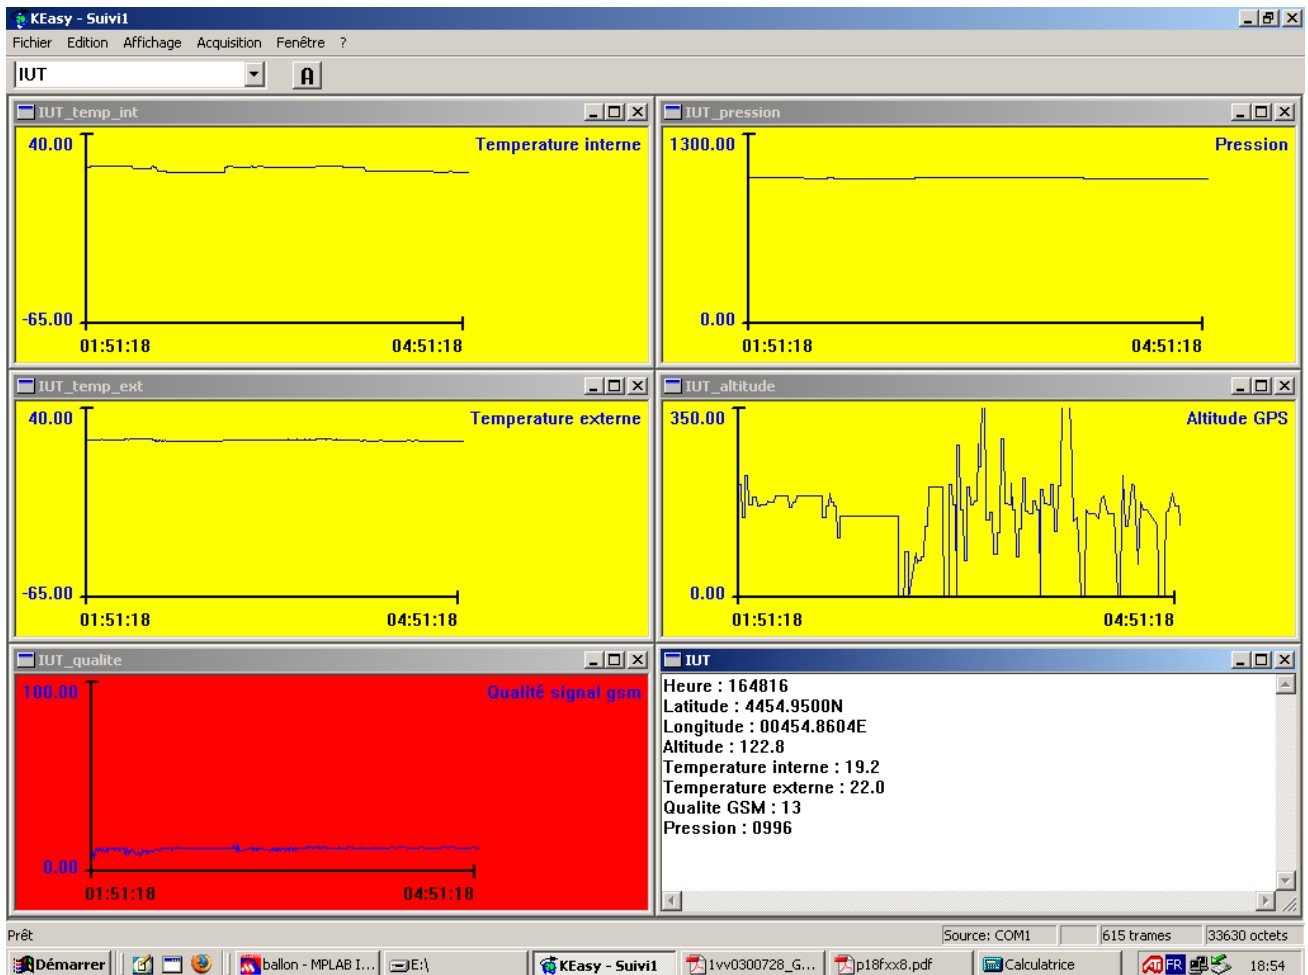 KEasy - Suivi1
Fichier Edition Affichage Acquisition Fenêtre ?
IUT A
IUT_temp_int
40.00 Temperature interne
-65.00
01:51:18 04:51:18
IUT_pression
1300.00 Pression
0.00
01:51:18 04:51:18
IUT_temp_ext
40.00 Temperature externe
-65.00
01:51:18 04:51:18
IUT_altitude
350.00 Altitude GPS
0.00
01:51:18 04:51:18
IUT_qualite
100.00 Qualité signal gsm
0.00
01:51:18 04:51:18
IUT
Heure : 164816
Latitude : 4454.9500N
Longitude : 00454.8604E
Altitude : 122.8
Temperature interne : 19.2
Temperature externe : 22.0
Qualite GSM : 13
Pression : 0996
Prêt Source: COM1 615 trames 33630 octets
Démarrer ballon - MPLAB I... E:\ KEasy - Suivi1 1vv0300728_G... p18fxx8.pdf Calculatrice ATI FR 18:54